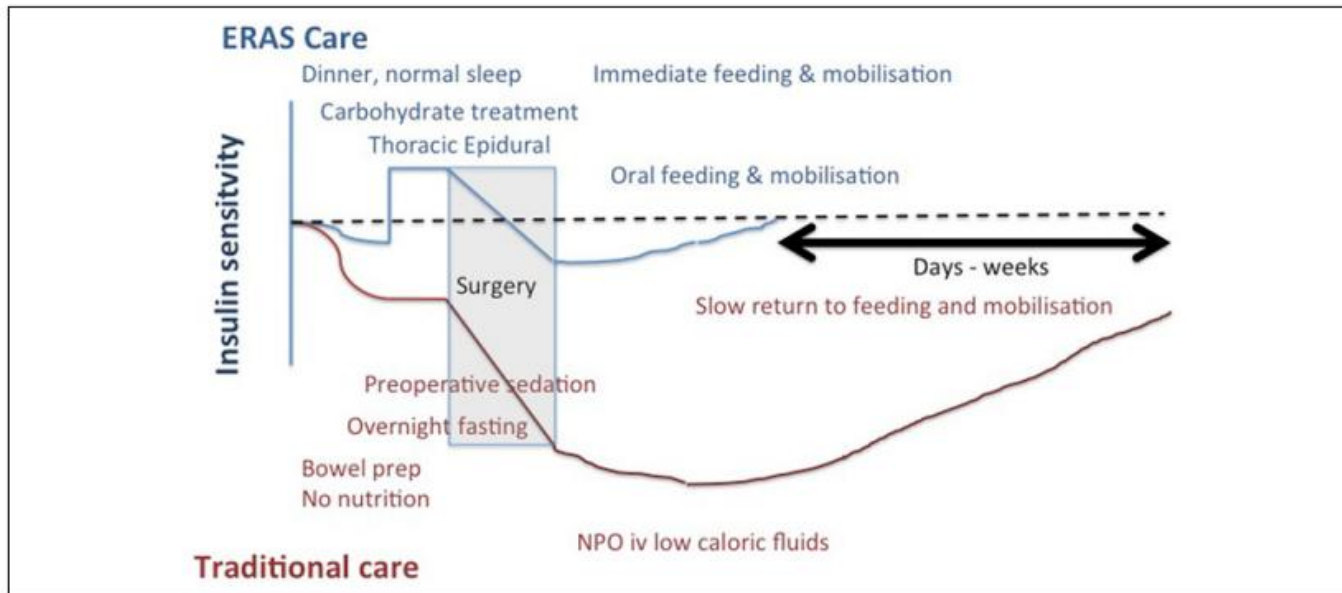 ERAS Care
Dinner, normal sleep
Immediate feeding & mobilisation
Carbohydrate treatment
Thoracic Epidural
Oral feeding & mobilisation
Insulin sensitvity
Days - weeks
Surgery
Slow return to feeding and mobilisation
Preoperative sedation
Overnight fasting
Bowel prep
No nutrition
NPO iv low caloric fluids
Traditional care